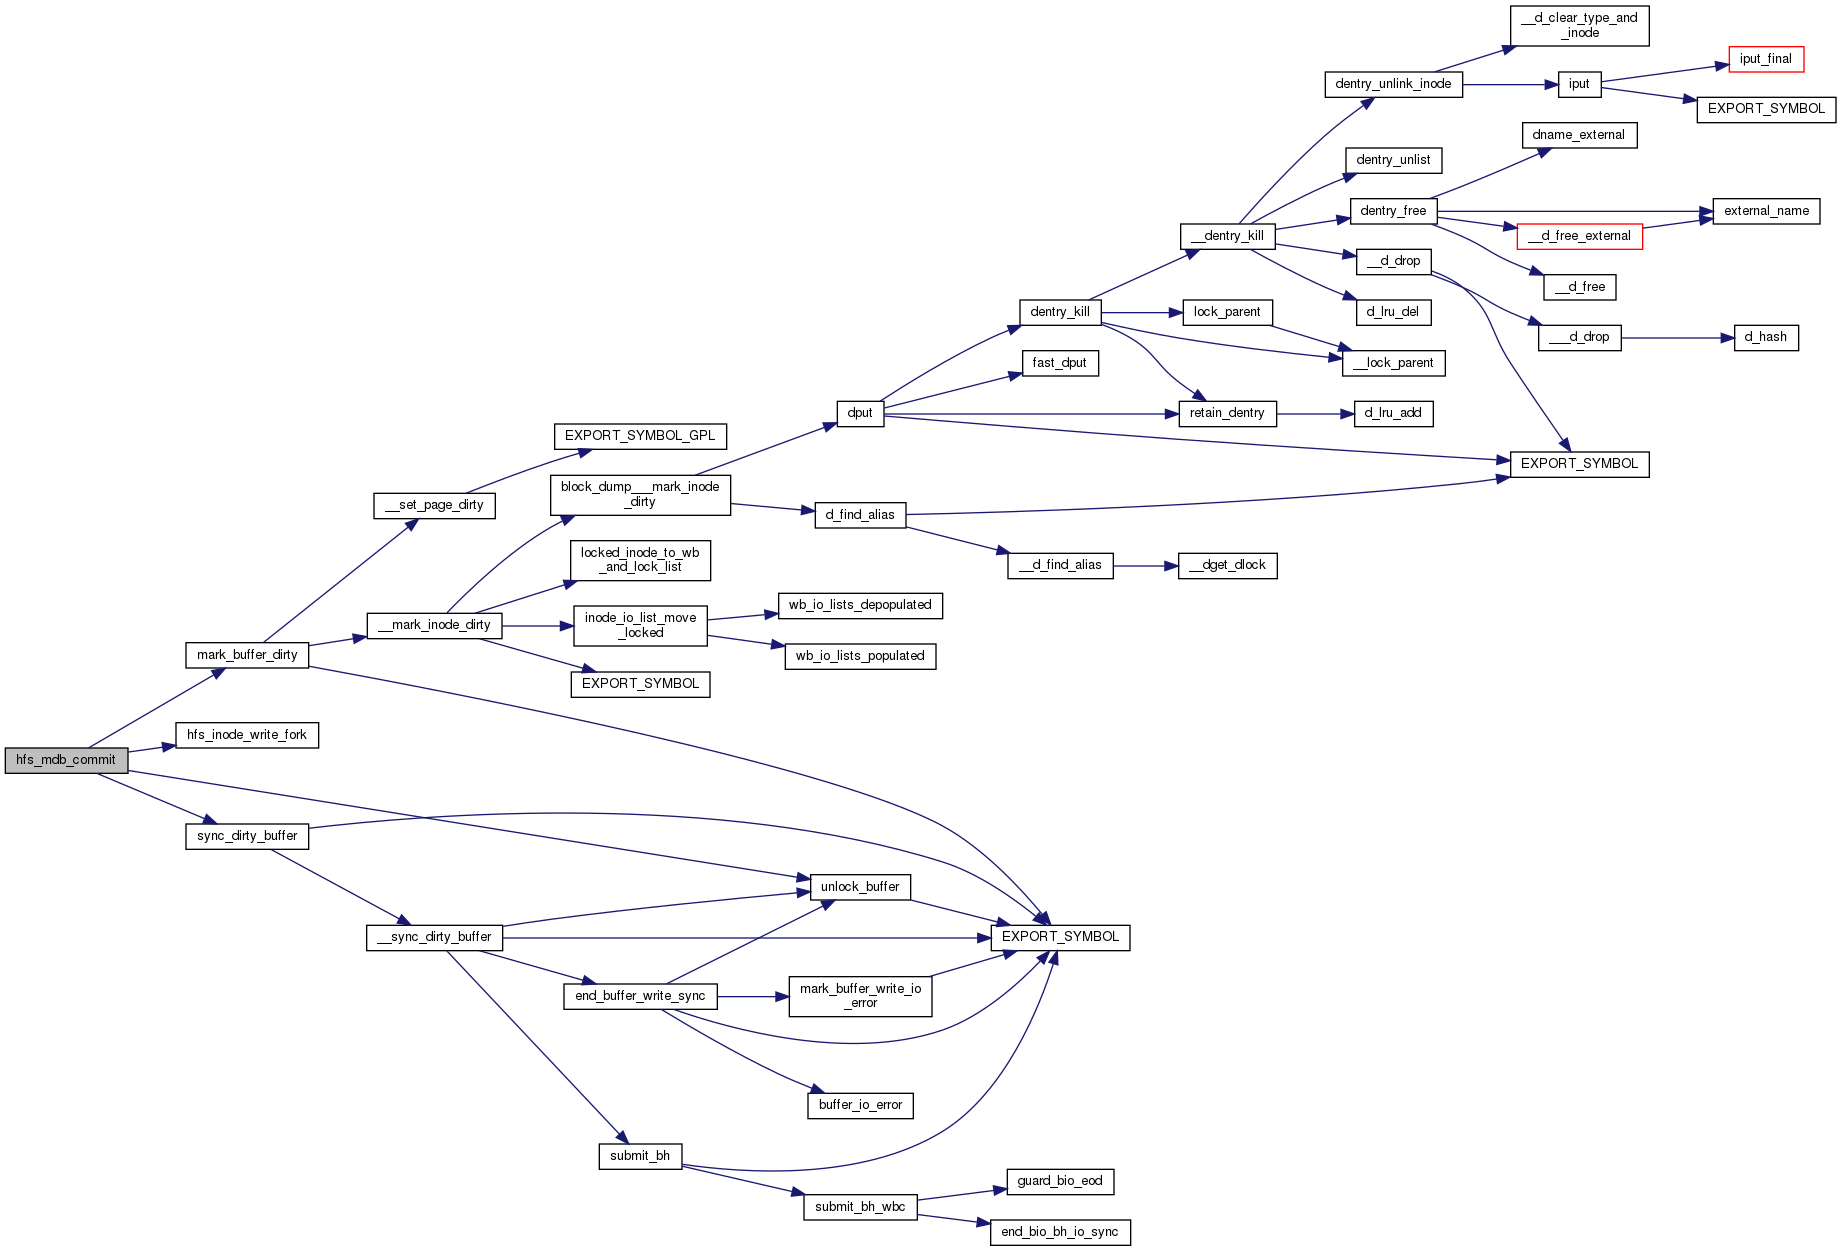 __d_clear_type_and
_inode
iput_final
dentry_unlink_inode
iput
EXPORT_SYMBOL
dname_external
dentry_unlist
dentry_free
external_name
__dentry_kill
__d_free_external
__d_drop
__d_free
dentry_kill
lock_parent
d_lru_del
___d_drop
d_hash
fast_dput
__lock_parent
dput
retain_dentry
d_lru_add
EXPORT_SYMBOL_GPL
EXPORT_SYMBOL
block_dump___mark_inode
_dirty
__set_page_dirty
d_find_alias
locked_inode_to_wb
_and_lock_list
__d_find_alias
__dget_dlock
wb_io_lists_depopulated
__mark_inode_dirty
inode_io_list_move
_locked
mark_buffer_dirty
wb_io_lists_populated
EXPORT_SYMBOL
hfs_inode_write_fork
hfs_mdb_commit
sync_dirty_buffer
unlock_buffer
__sync_dirty_buffer
EXPORT_SYMBOL
end_buffer_write_sync
mark_buffer_write_io
_error
buffer_io_error
submit_bh
guard_bio_eod
submit_bh_wbc
end_bio_bh_io_sync